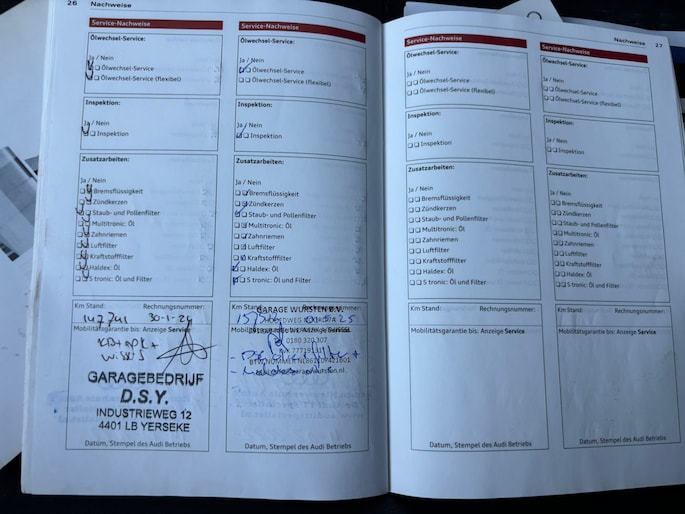 26 Nachweise
Service-Nachweise
Ölwechsel-Service:
Ja / Nein
Ölwechsel-Service
Ölwechsel-Service (flexibel)
Inspektion:
Ja / Nein
Inspektion
Zusatzarbeiten:
Ja / Nein
Bremsflüssigkeit
Zündkerzen
Staub- und Pollenfilter
Multitronic: Öl
Zahnriemen
Luftfilter
Kraftstofffilter
Haldex: Öl
S tronic: Öl und Filter
Km Stand: Rechnungsnummer:
30-1-24
Mobilitätsgarantie bis: Anzeige Service
GARAGEBEDRIJF
D.S.Y.
INDUSTRIEWEG 12
4401 LB YERSEKE
Datum, Stempel des Audi Betriebs
Service-Nachweise
Ölwechsel-Service:
Ja / Nein
Ölwechsel-Service
Ölwechsel-Service (flexibel)
Inspektion:
Ja / Nein
Inspektion
Zusatzarbeiten:
Ja / Nein
Bremsflüssigkeit
Zündkerzen
Staub- und Pollenfilter
Multitronic: Öl
Zahnriemen
Luftfilter
Kraftstofffilter
Haldex: Öl
S tronic: Öl und Filter
Km Stand: Rechnungsnummer:
GARAGE WURSTEN B.V.
Mobilitätsgarantie bis: Anzeige Service
0180 320 307
Datum, Stempel des Audi Betriebs
Nachweise 27
Service-Nachweise
Ölwechsel-Service:
Ja / Nein
Ölwechsel-Service
Ölwechsel-Service (flexibel)
Inspektion:
Ja / Nein
Inspektion
Zusatzarbeiten:
Ja / Nein
Bremsflüssigkeit
Zündkerzen
Staub- und Pollenfilter
Multitronic: Öl
Zahnriemen
Luftfilter
Kraftstofffilter
Haldex: Öl
S tronic: Öl und Filter
Km Stand: Rechnungsnummer:
Mobilitätsgarantie bis: Anzeige Service
Datum, Stempel des Audi Betriebs
Service-Nachweise
Ölwechsel-Service:
Ja / Nein
Ölwechsel-Service
Ölwechsel-Service (flexibel)
Inspektion:
Ja / Nein
Inspektion
Zusatzarbeiten:
Ja / Nein
Bremsflüssigkeit
Zündkerzen
Staub- und Pollenfilter
Multitronic: Öl
Zahnriemen
Luftfilter
Kraftstofffilter
Haldex: Öl
S tronic: Öl und Filter
Km Stand: Rechnungsnummer:
Mobilitätsgarantie bis: Anzeige Service
Datum, Stempel des Audi Betriebs